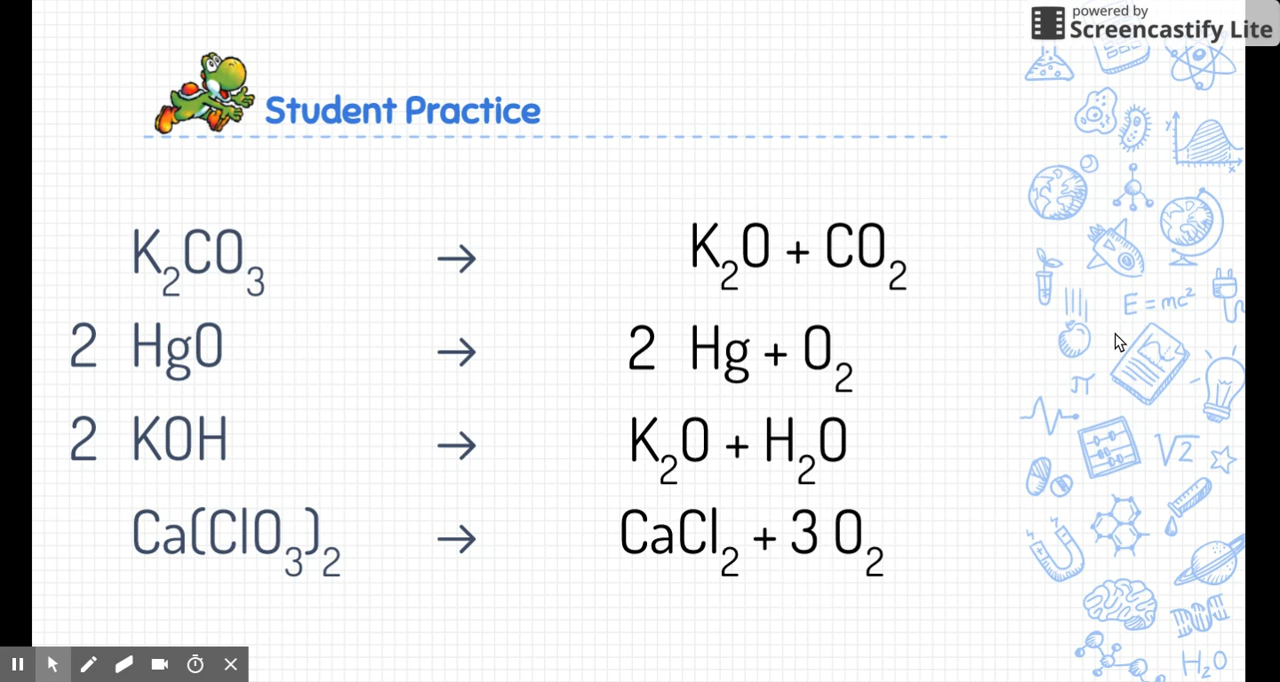 powered by
Screencastify Lite
Student Practice
K₂CO₃ → K₂O + CO₂
2 HgO → 2 Hg + O₂
2 KOH → K₂O + H₂O
Ca(ClO₃)₂ → CaCl₂ + 3 O₂
y
x
E = mc²
π
√2
H₂O